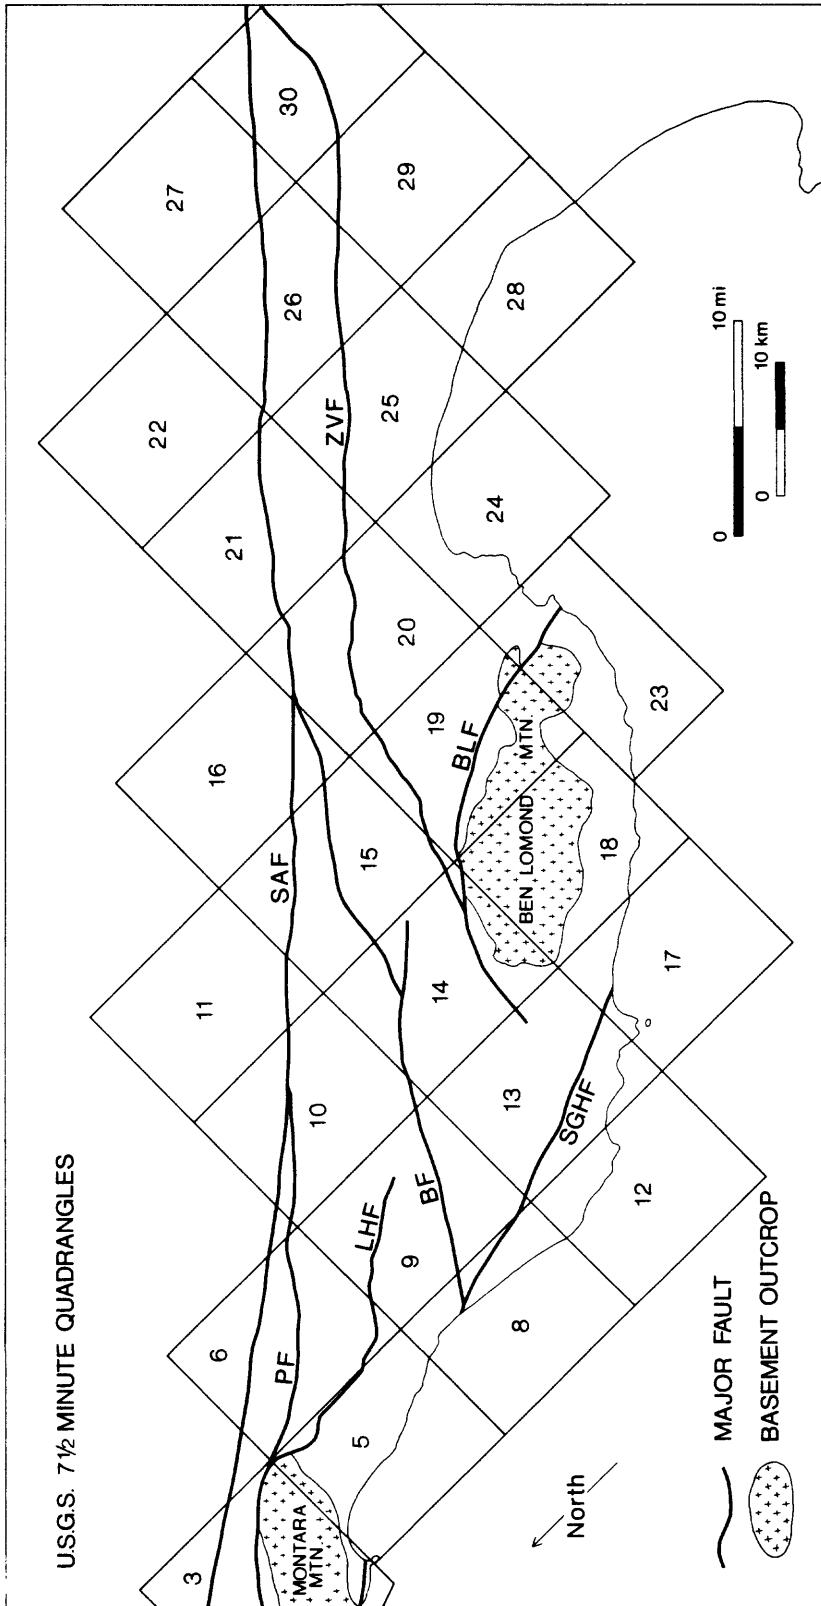 U.S.G.S. 7½ MINUTE QUADRANGLES
3
MONTARA
MTN.
PF
6
5
LHF
9
8
BF
10
11
SAF
16
15
14
13
12
SGHF
17
18
BEN LOMOND MTN.
BLF
19
20
21
22
ZVF
23
24
25
26
27
28
29
30
North
MAJOR FAULT
BASEMENT OUTCROP
0 10 mi
0 10 km